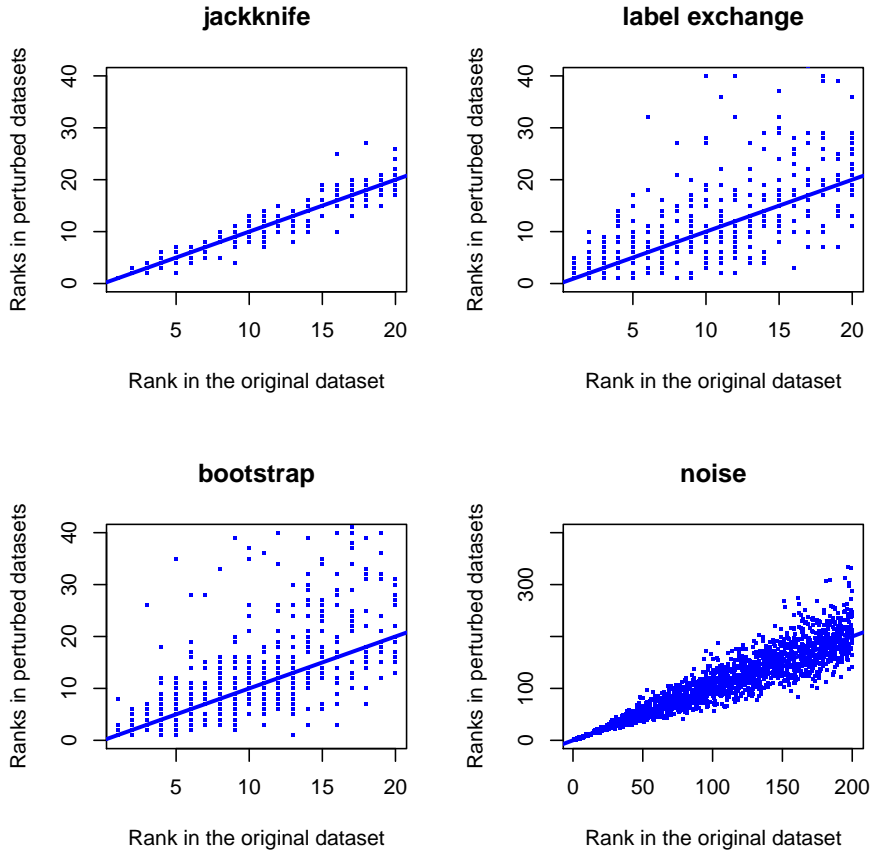 jackknife
Ranks in perturbed datasets
40
30
20
10
0
5
10
15
20
Rank in the original dataset
label exchange
Ranks in perturbed datasets
40
30
20
10
0
5
10
15
20
Rank in the original dataset
bootstrap
Ranks in perturbed datasets
40
30
20
10
0
5
10
15
20
Rank in the original dataset
noise
Ranks in perturbed datasets
300
100
0
0
50
100
150
200
Rank in the original dataset